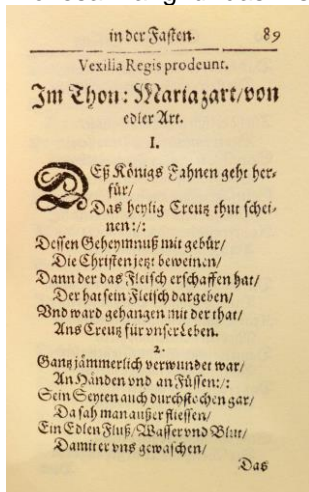 in der Fasten. 89
Vexilla Regis prodeunt.
Im Thon: Maria zart/von
edler Art.
I.
DEß Königs Fahnen geht her-
für/
Das heylig Creutz thut schei-
nen:/:
Dessen Geheymnuß mit gebür/
Die Christen jetzt beweinen/
Dann der das Fleisch erschaffen hat/
Der hat sein Fleisch dargeben/
Vnd ward gehangen mit der that/
Ans Creutz für vnser Leben.
2.
Gantz jämmerlich verwundet war/
An Händen vnd an Füssen:/:
Sein Seyten auch durchstochen gar/
Da sah man außer fliessen/
Ein Edlen Fluß/Wasser vnd Blut/
Damit er vns gewaschen/
Das